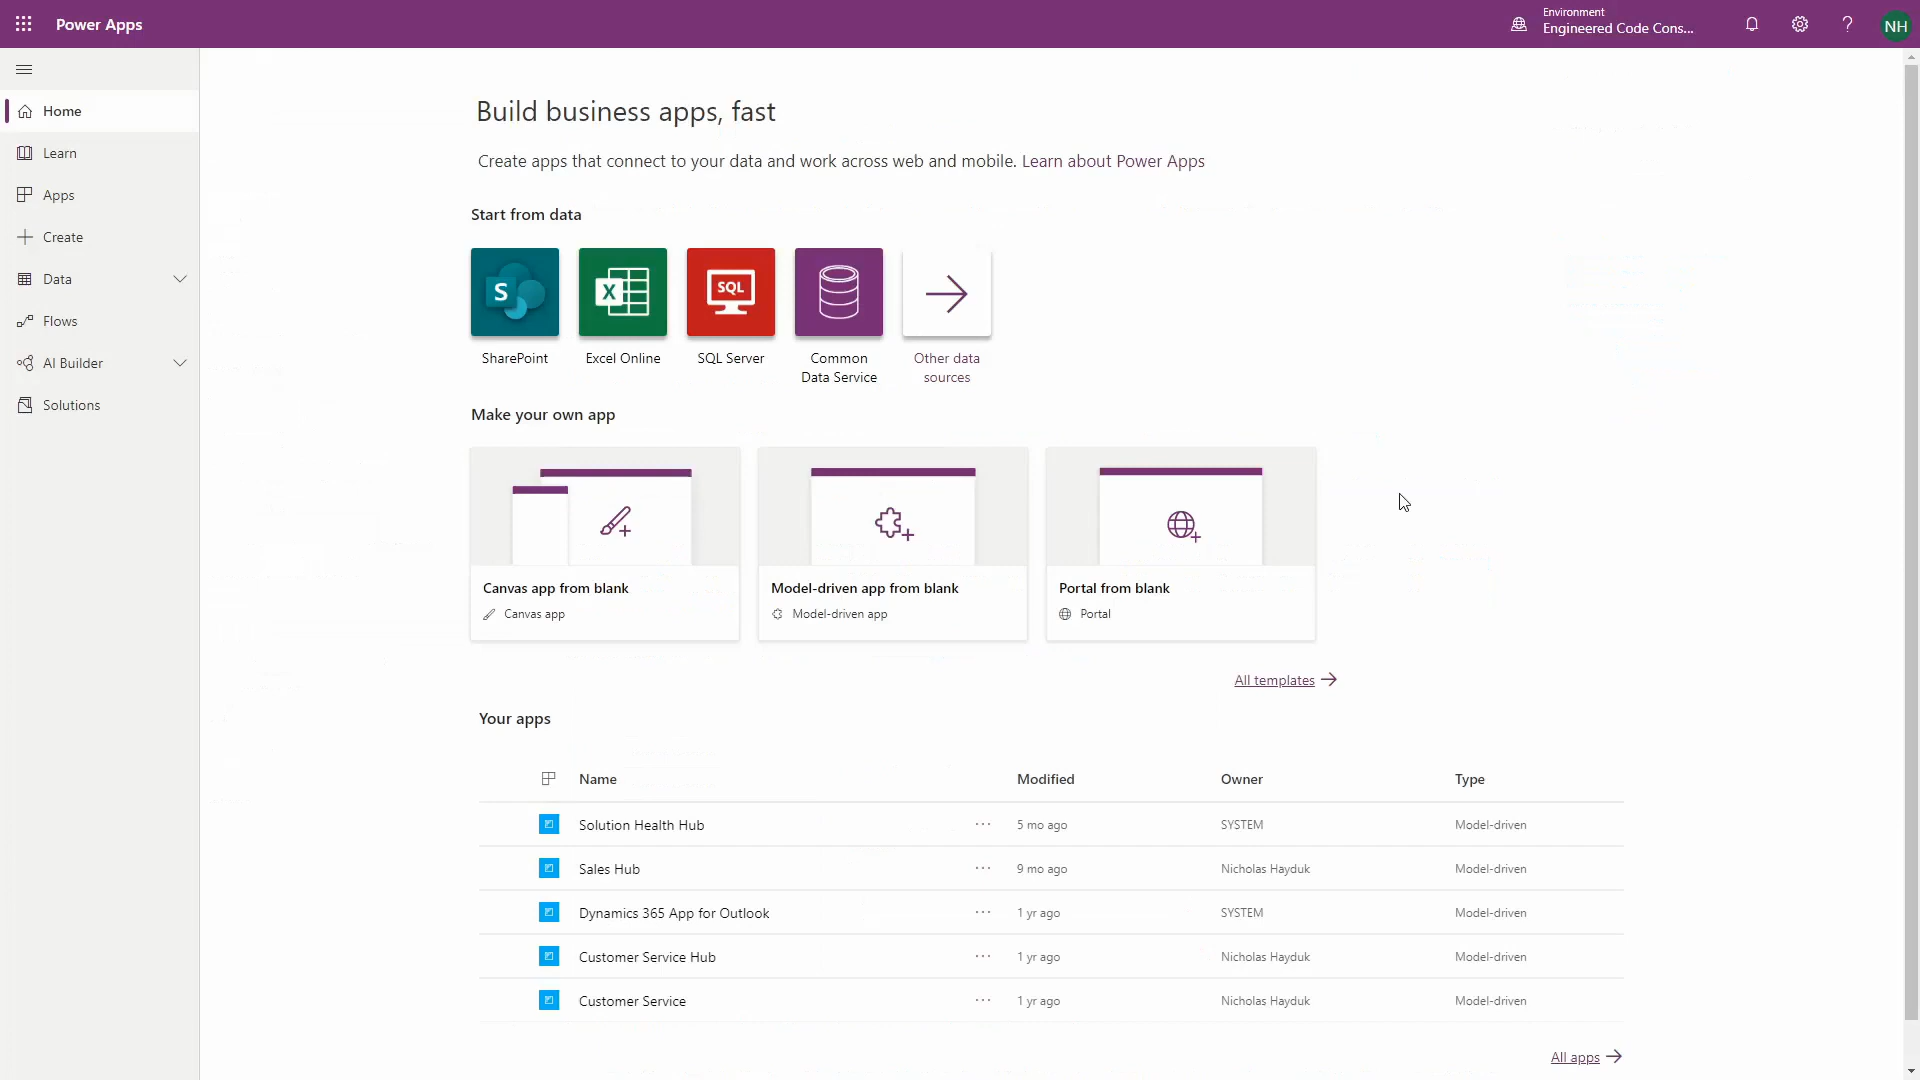 Power Apps
Environment
Engineered Code Cons...
NH
Home
Learn
Apps
Create
Data
Flows
AI Builder
Solutions
Build business apps, fast
Create apps that connect to your data and work across web and mobile. Learn about Power Apps
Start from data
S
X
SQL
SharePoint
Excel Online
SQL Server
Common
Data Service
Other data
sources
Make your own app
Canvas app from blank
Canvas app
Model-driven app from blank
Model-driven app
Portal from blank
Portal
All templates
Your apps
Name Modified Owner Type
Solution Health Hub ... 5 mo ago SYSTEM Model-driven
Sales Hub ... 9 mo ago Nicholas Hayduk Model-driven
Dynamics 365 App for Outlook ... 1 yr ago SYSTEM Model-driven
Customer Service Hub ... 1 yr ago Nicholas Hayduk Model-driven
Customer Service ... 1 yr ago Nicholas Hayduk Model-driven
All apps